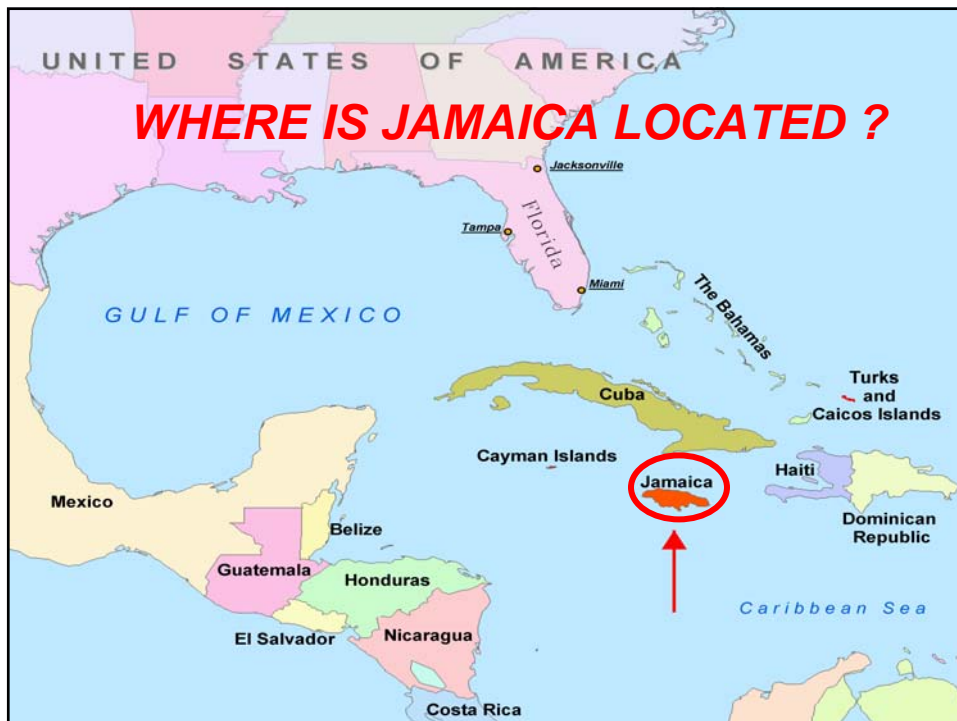 UNITED STATES OF AMERICA
WHERE IS JAMAICA LOCATED ?
Jacksonville
Florida
Tampa
Miami
The Bahamas
GULF OF MEXICO
Turks
and
Caicos Islands
Cuba
Cayman Islands
Jamaica
Haiti
Dominican
Republic
Mexico
Belize
Guatemala
Honduras
Caribbean Sea
El Salvador
Nicaragua
Costa Rica